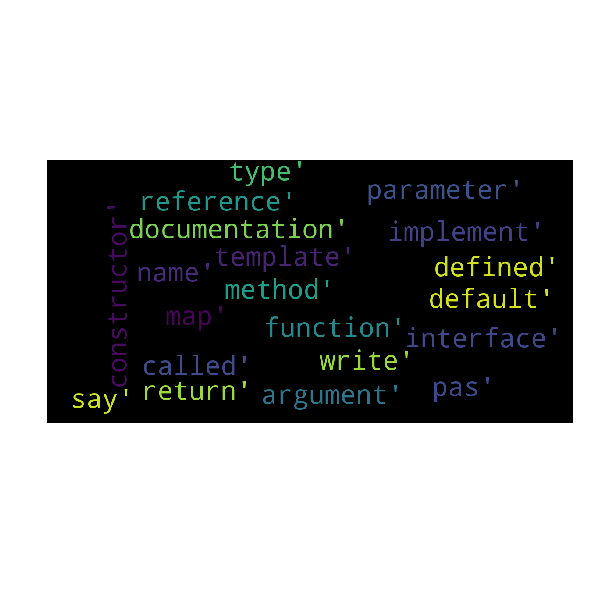 type'
parameter'
reference'
documentation'
implement'
template'
name'
defined'
method'
default'
map'
function'
interface'
constructor'
called'
write'
return'
argument'
pas'
say'